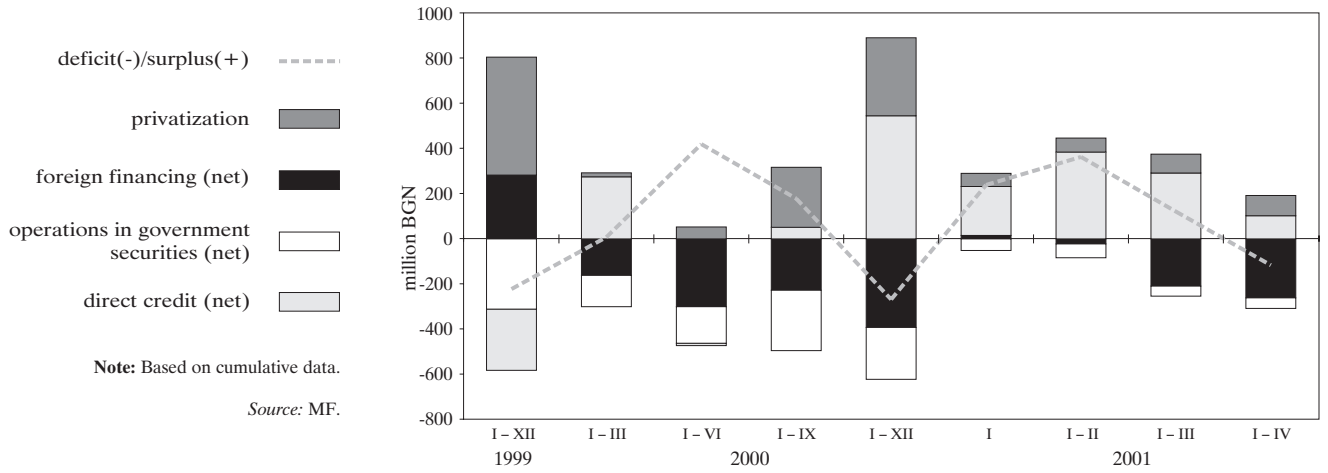 deficit(-)/surplus(+)
privatization
foreign financing (net)
operations in government
securities (net)
direct credit (net)
Note: Based on cumulative data.
Source: MF.
million BGN
1000
800
600
400
200
0
-200
-400
-600
-800
I – XII I – III I – VI I – IX I – XII I I – II I – III I – IV
1999 2000 2001